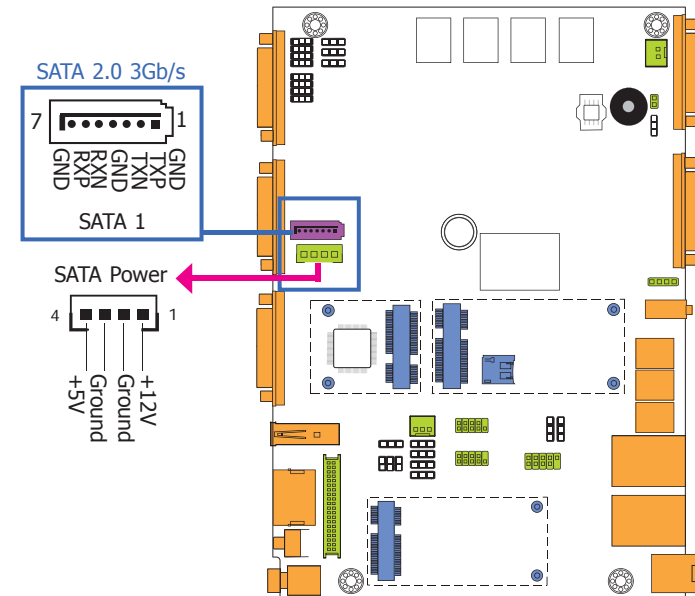 SATA 2.0 3Gb/s
7 1
GND RXP RXN GND TXN TXP GND
SATA 1
SATA Power
4 1
+5V Ground Ground +12V